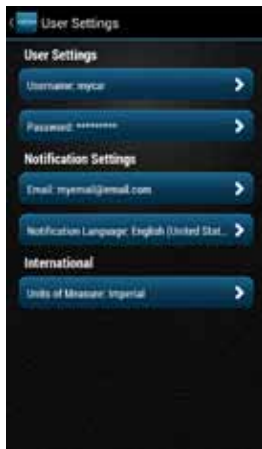 User Settings
User Settings
Username: mycar
Password: *********
Notification Settings
Email: myemail@email.com
Notification Language: English (United Stat...
International
Units of Measure: Imperial